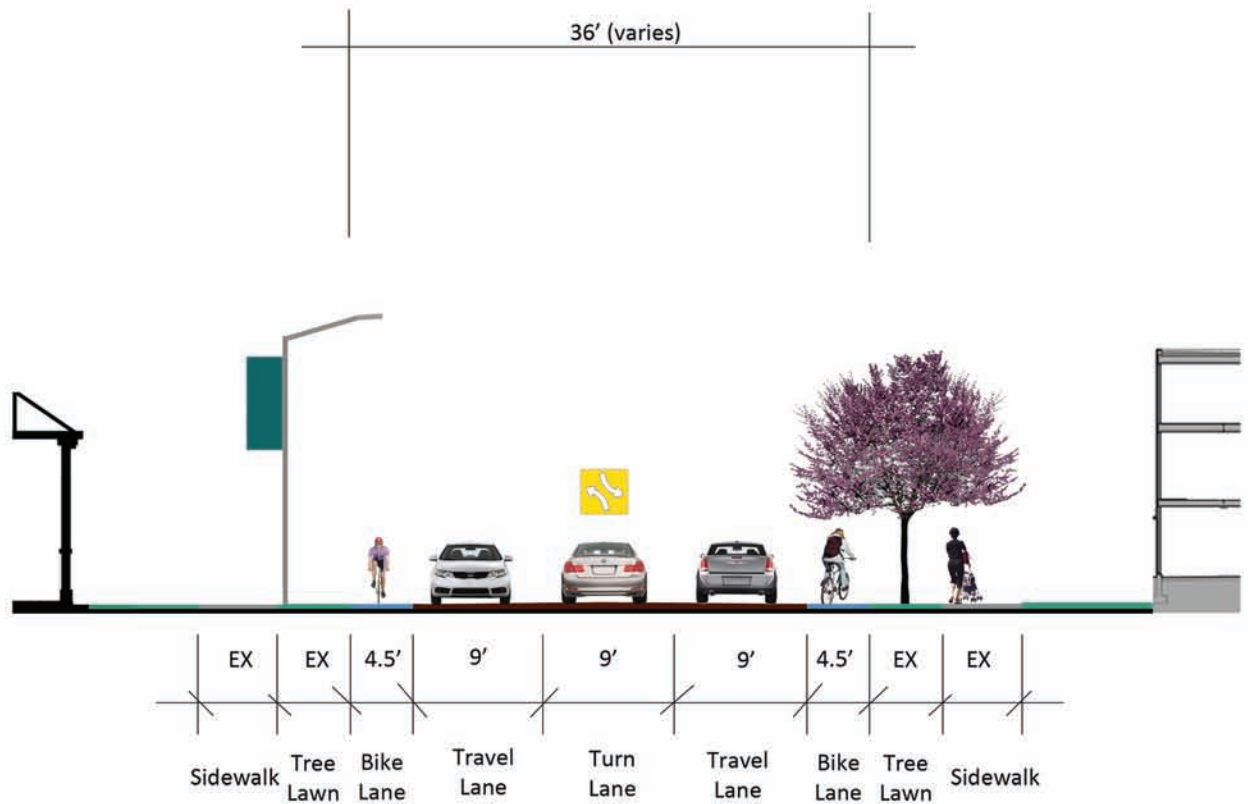 36’ (varies)
EX EX 4.5’ 9’ 9’ 9’ 4.5’ EX EX
Sidewalk
Tree
Lawn
Bike
Lane
Travel
Lane
Turn
Lane
Travel
Lane
Bike
Lane
Tree
Lawn
Sidewalk